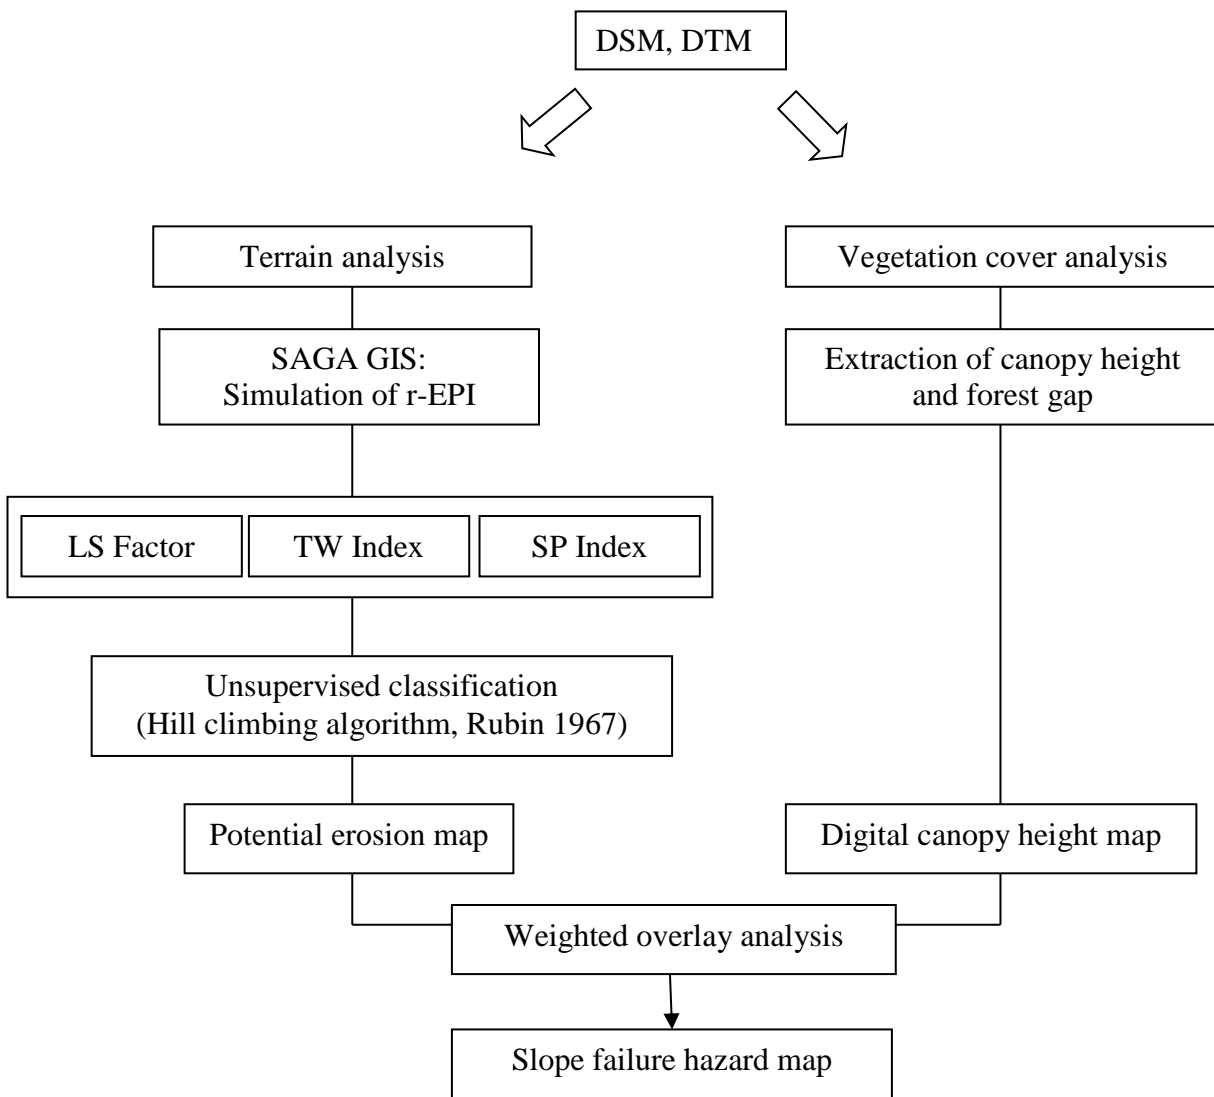 DSM, DTM
Terrain analysis
Vegetation cover analysis
SAGA GIS:
Simulation of r-EPI
Extraction of canopy height
and forest gap
LS Factor
TW Index
SP Index
Unsupervised classification
(Hill climbing algorithm, Rubin 1967)
Potential erosion map
Digital canopy height map
Weighted overlay analysis
Slope failure hazard map